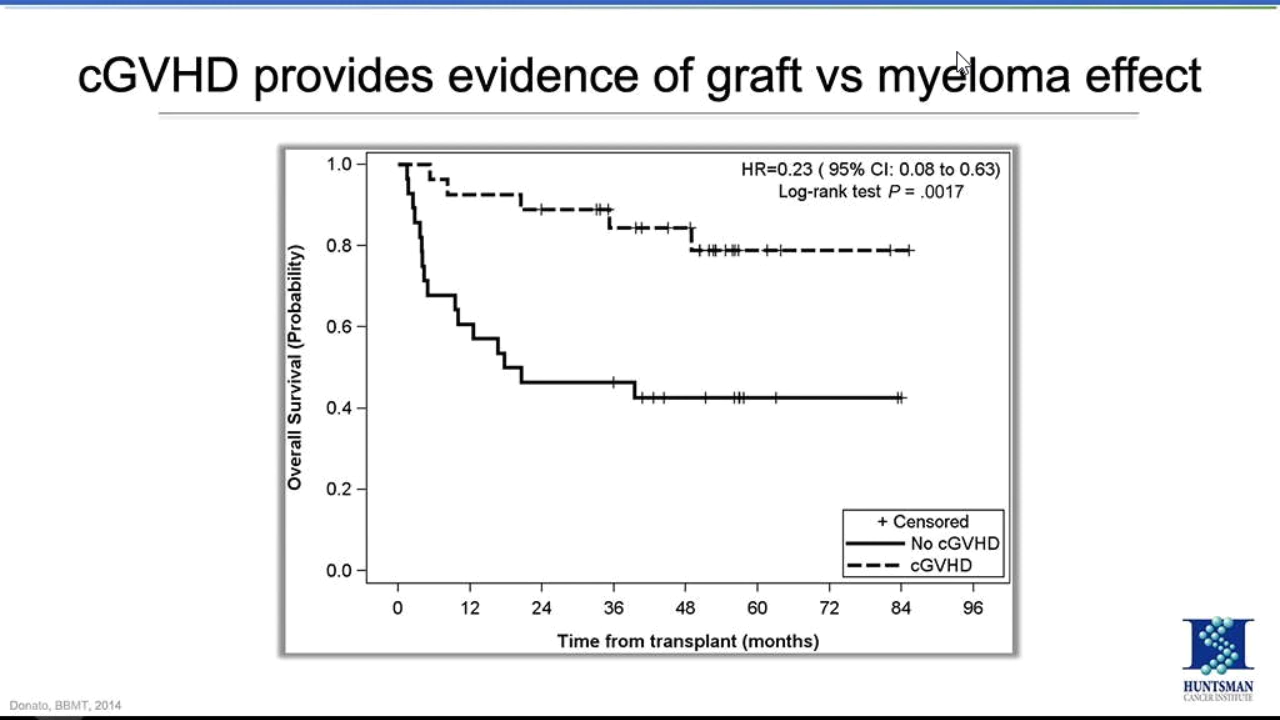 cGVHD provides evidence of graft vs myeloma effect
HR=0.23 ( 95% CI: 0.08 to 0.63)
Log-rank test P = .0017
Overall Survival (Probability)
1.0
0.8
0.6
0.4
0.2
0.0
+ Censored
No cGVHD
cGVHD
0 12 24 36 48 60 72 84 96
Time from transplant (months)
HUNTSMAN
CANCER INSTITUTE
Donato, BBMT, 2014